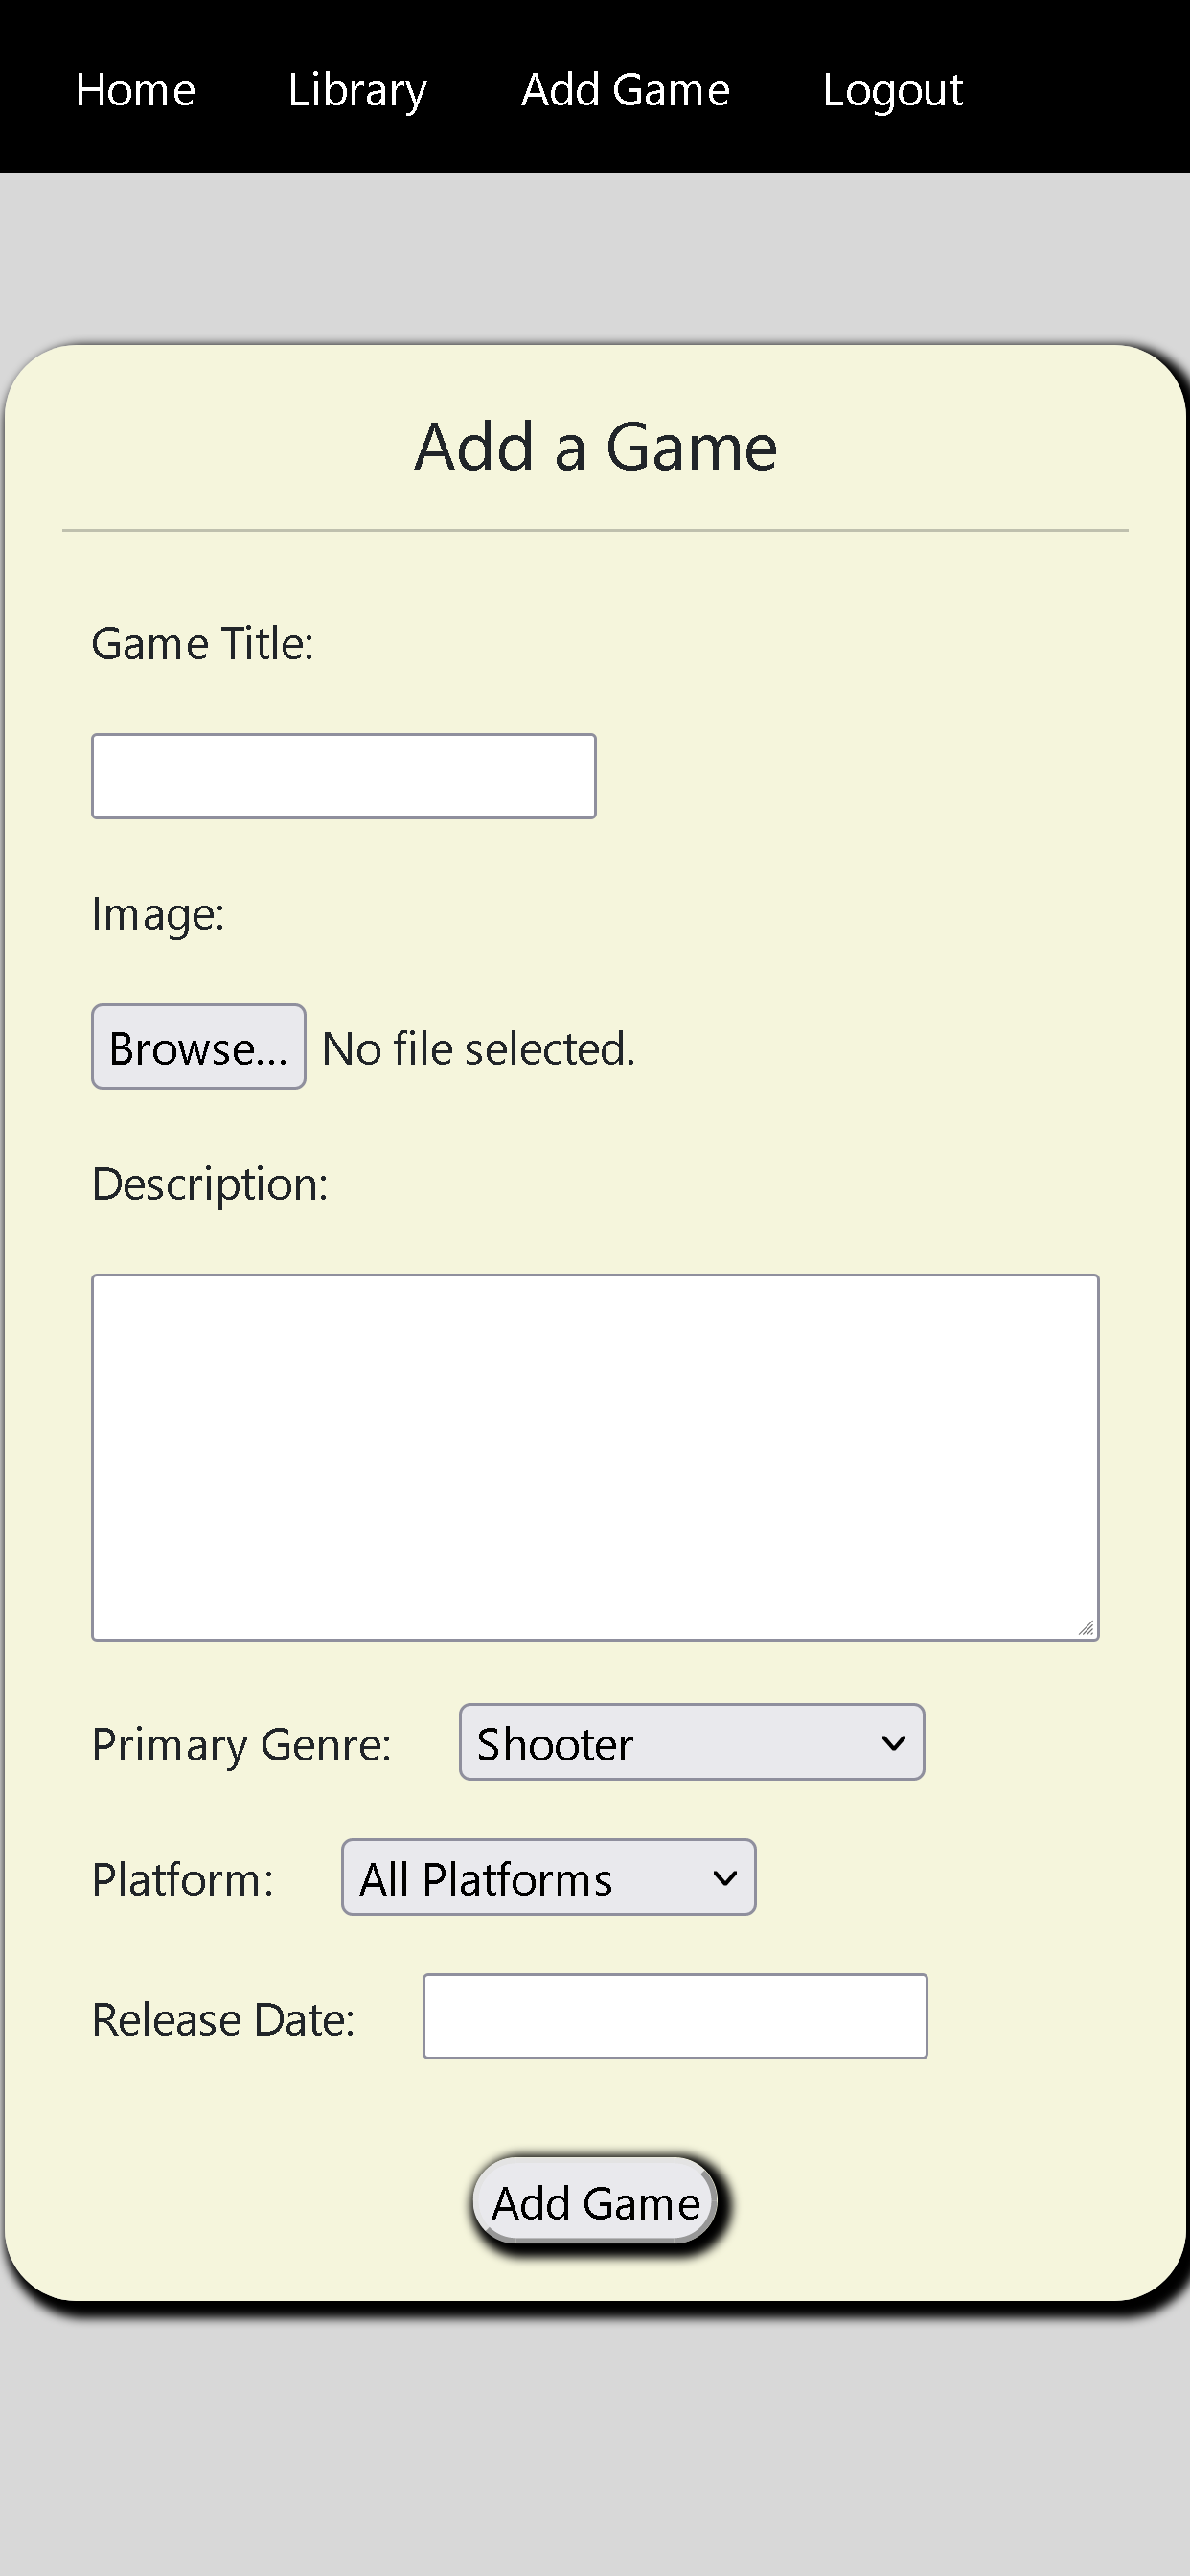 Home Library Add Game Logout
Add a Game
Game Title:
Image:
Browse... No file selected.
Description:
Primary Genre: Shooter
Platform: All Platforms
Release Date:
Add Game